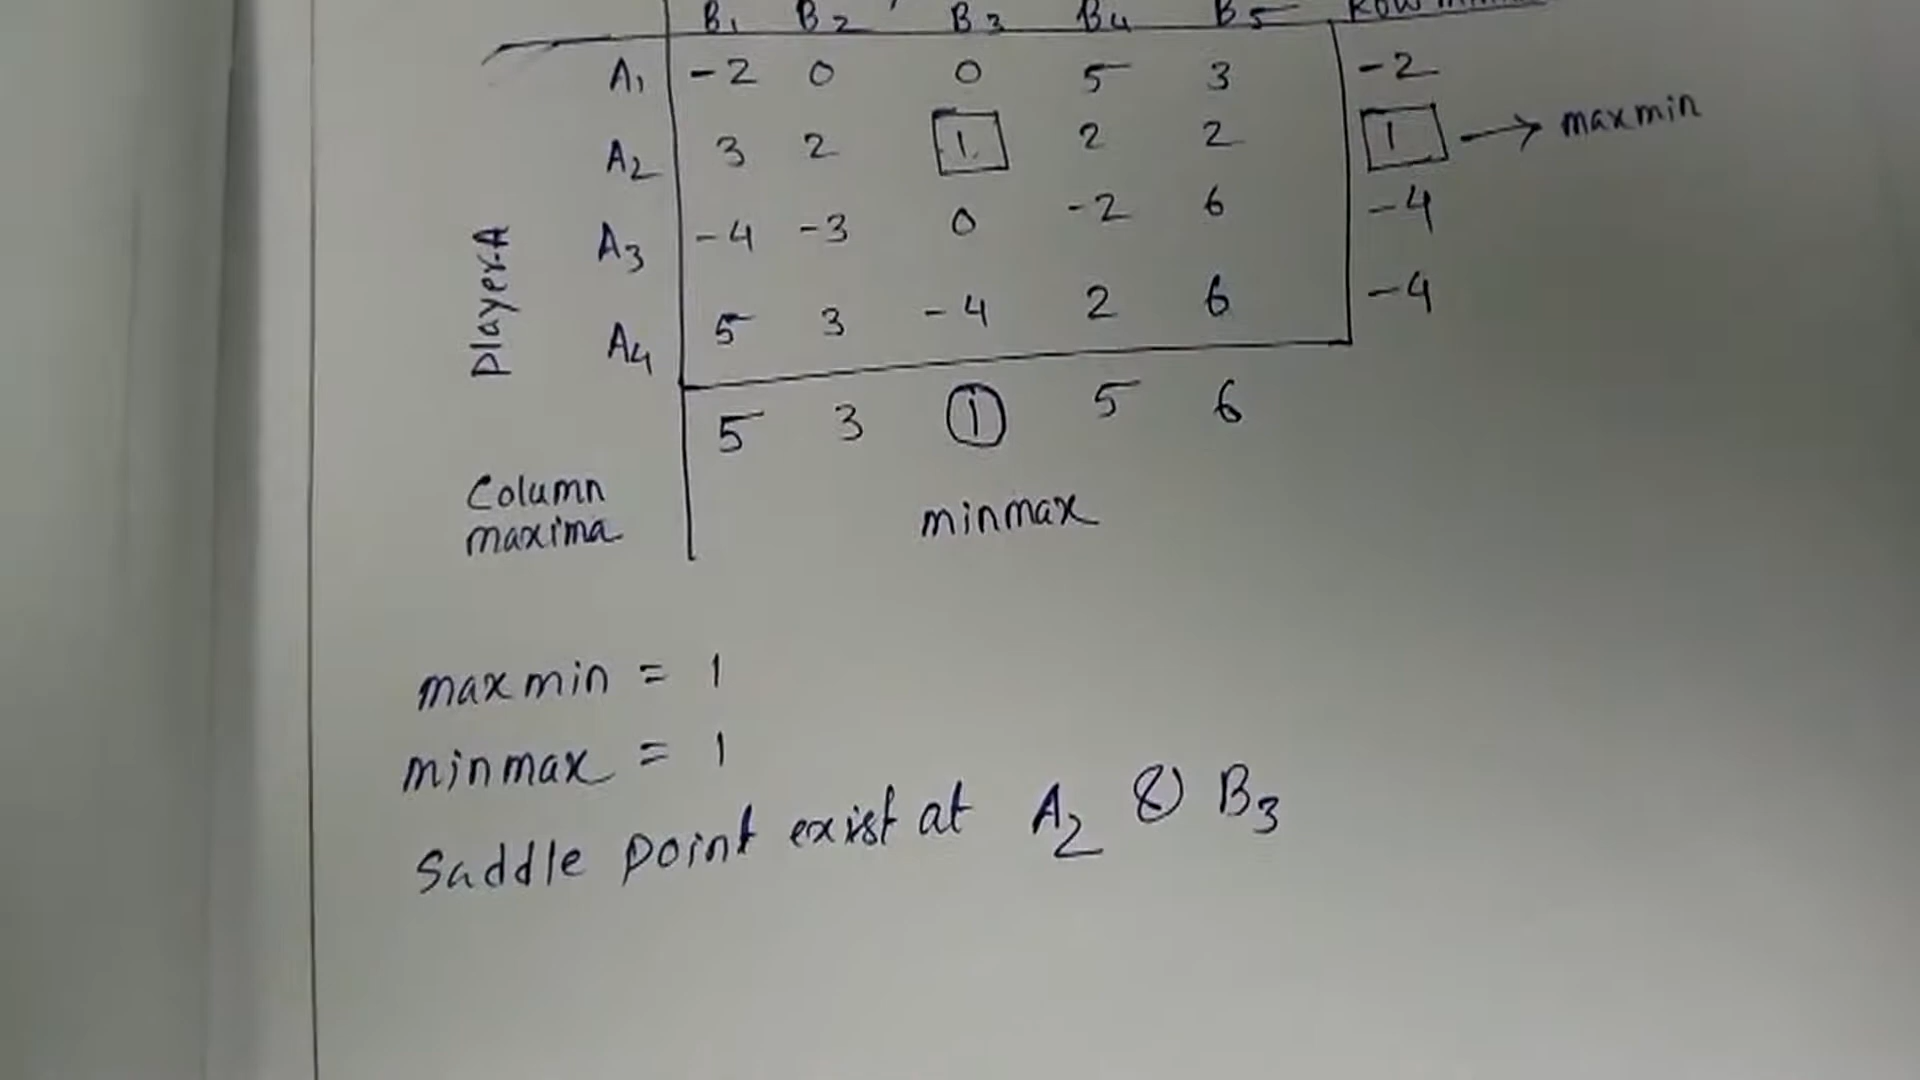 B1 B2 B3 B4 B5 Row
A1 -2 0 0 5 3 -2
A2 3 2 1 2 2 1 → maxmin
A3 -4 -3 0 -2 6 -4
A4 5 3 -4 2 6 -4
Player-A
5 3 1 5 6
Column
maxima
minmax
maxmin = 1
minmax = 1
Saddle point exist at A2 & B3